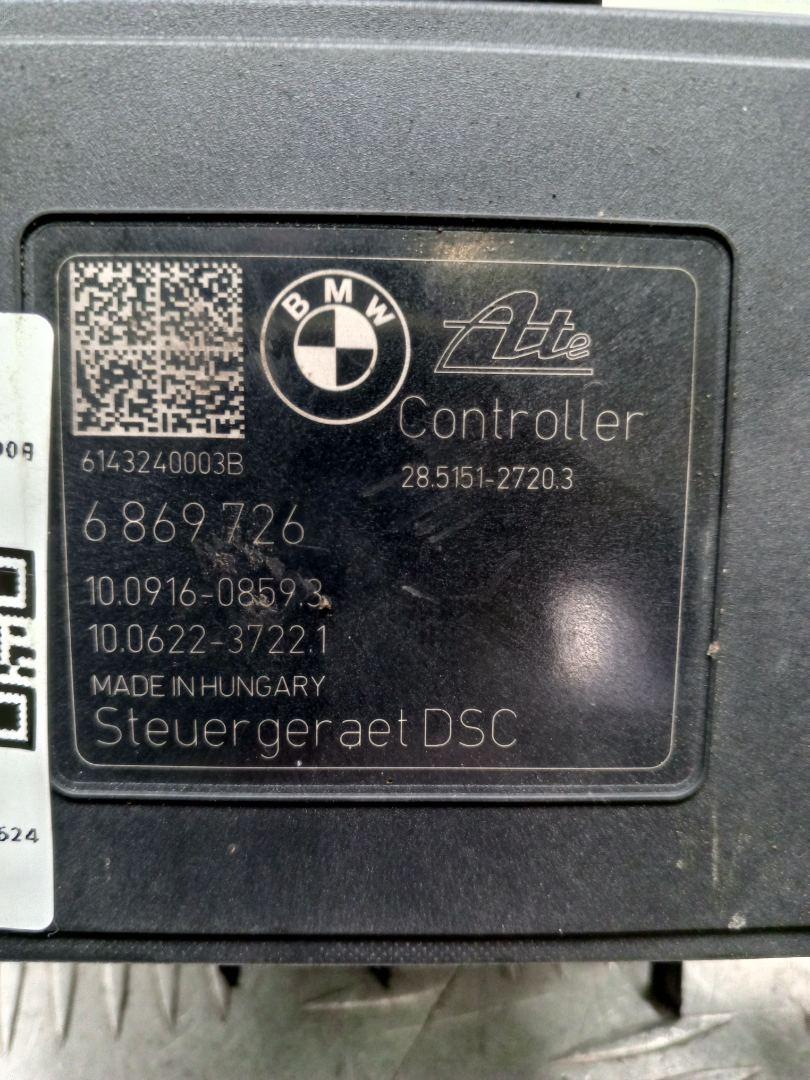 BMW
Ate
Controller
6143240003B
28.5151-2720.3
6 869 726
10.0916-0859.3
10.0622-3722.1
MADE IN HUNGARY
Steuergeraet DSC
624